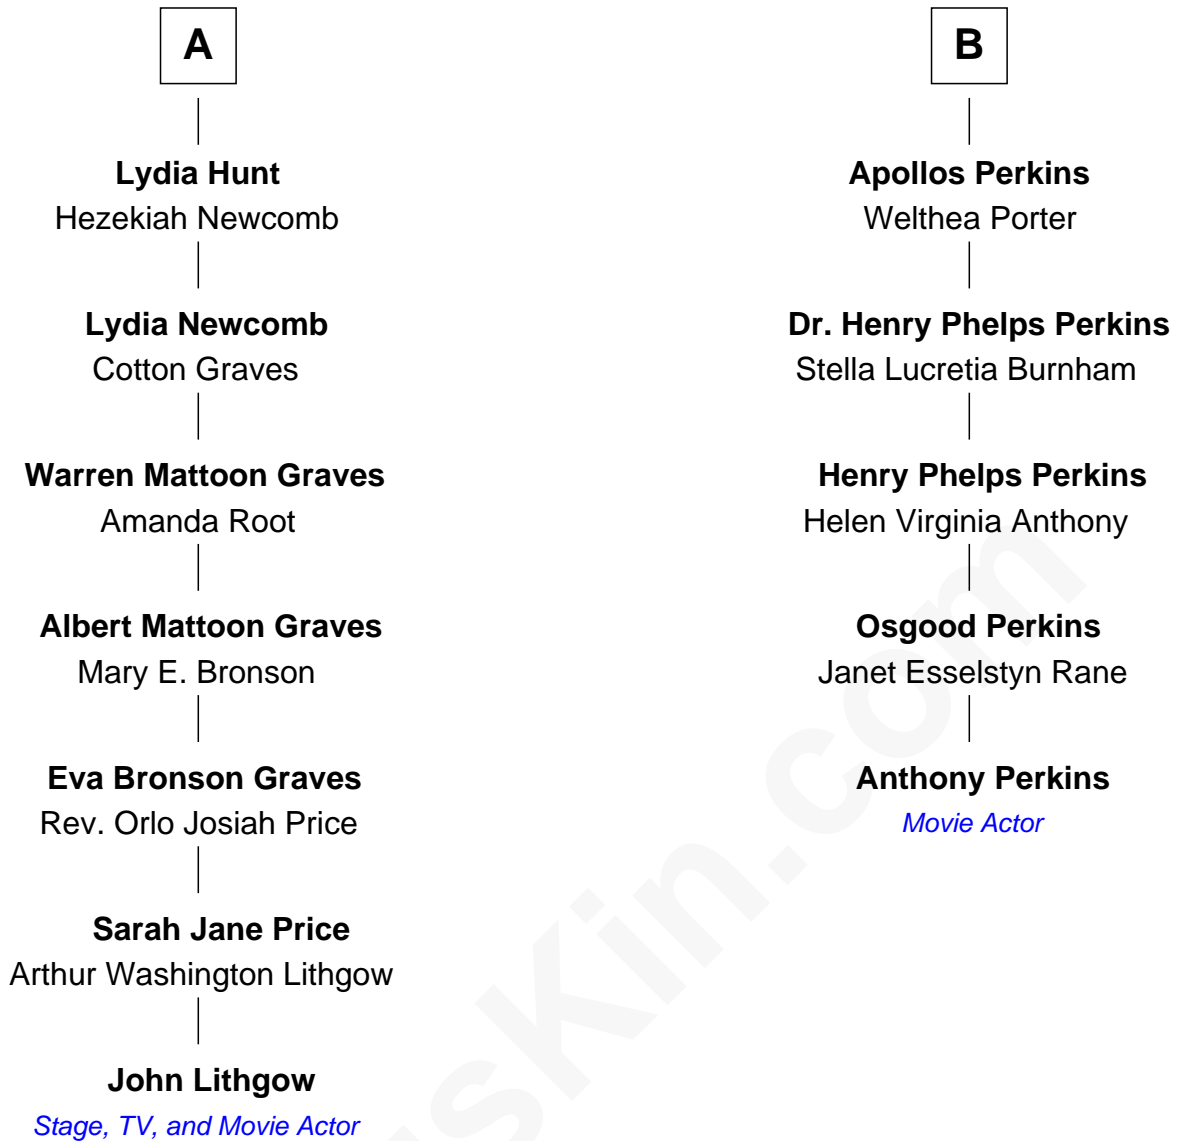 A
Lydia Hunt
Hezekiah Newcomb
Lydia Newcomb
Cotton Graves
Warren Mattoon Graves
Amanda Root
Albert Mattoon Graves
Mary E. Bronson
Eva Bronson Graves
Rev. Orlo Josiah Price
Sarah Jane Price
Arthur Washington Lithgow
John Lithgow
Stage, TV, and Movie Actor
B
Apollos Perkins
Welthea Porter
Dr. Henry Phelps Perkins
Stella Lucretia Burnham
Henry Phelps Perkins
Helen Virginia Anthony
Osgood Perkins
Janet Esselstyn Rane
Anthony Perkins
Movie Actor
usKin.com